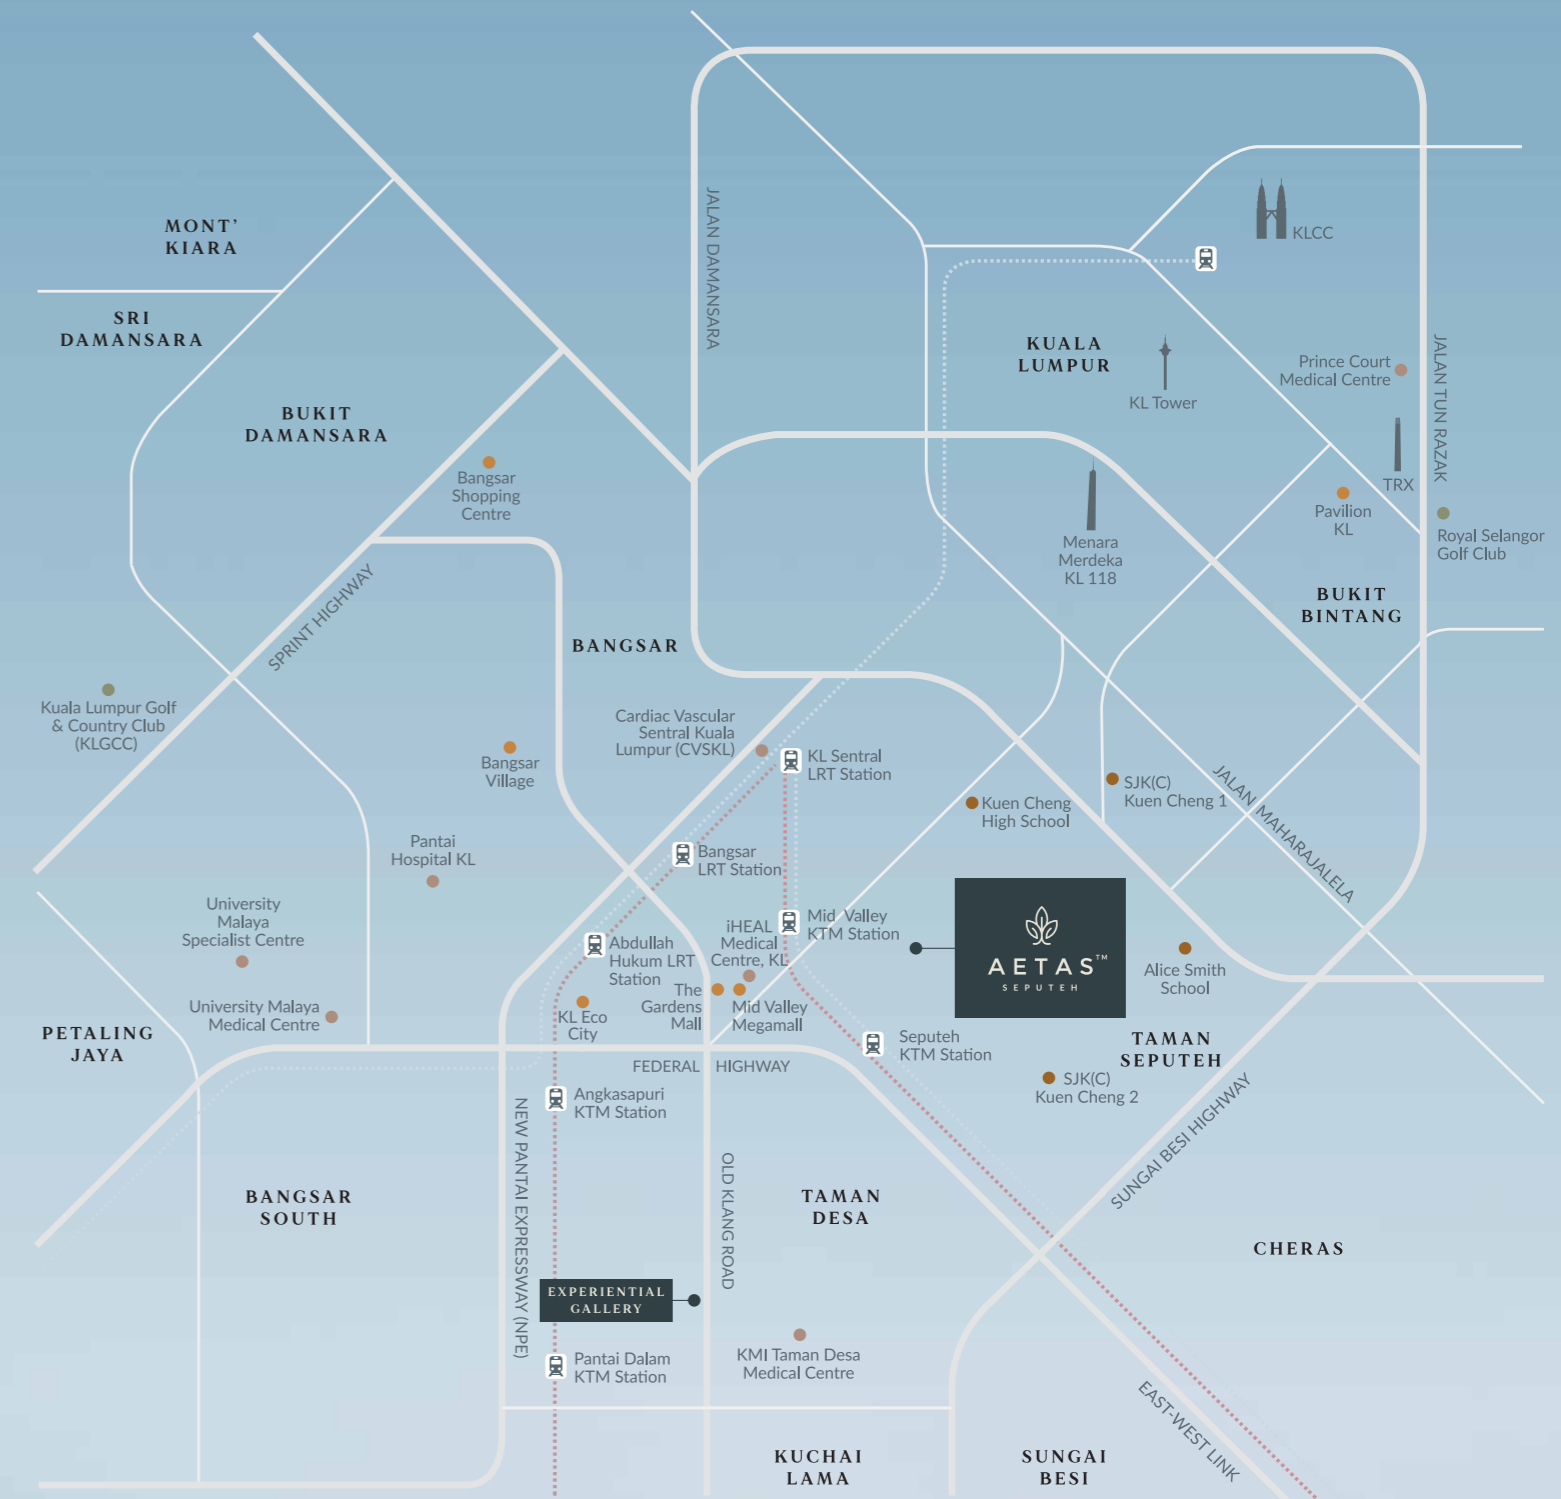 MONT'
KIARA
SRI
DAMANSARA
BUKIT
DAMANSARA
JALAN DAMANSARA
KLCC
KUALA
LUMPUR
KL Tower
Prince Court
Medical Centre
JALAN TUN RAZAK
TRX
Pavilion
KL
Royal Selangor
Golf Club
Menara
Merdeka
KL 118
BUKIT
BINTANG
Bangsar
Shopping
Centre
SPRINT HIGHWAY
BANGSAR
Kuala Lumpur Golf
& Country Club
(KLGCC)
Bangsar
Village
Cardiac Vascular
Sentral Kuala
Lumpur (CVSKL)
KL Sentral
LRT Station
Kuen Cheng
High School
SJK(C)
Kuen Cheng 1
JALAN MAHARAJALELA
Pantai
Hospital KL
Bangsar
LRT Station
University
Malaya
Specialist Centre
Abdullah
Hukum LRT
Station
iHEAL
Medical
Centre, KL
Mid Valley
KTM Station
AETAS™
SEPUTEH
Alice Smith
School
University Malaya
Medical Centre
KL Eco
City
The
Gardens
Mall
Mid Valley
Megamall
Seputeh
KTM Station
TAMAN
SEPUTEH
PETALING
JAYA
FEDERAL HIGHWAY
SJK(C)
Kuen Cheng 2
Angkasapuri
KTM Station
NEW PANTAI EXPRESSWAY (NPE)
OLD KLANG ROAD
SUNGAI BESI HIGHWAY
BANGSAR
SOUTH
TAMAN
DESA
CHERAS
EXPERIENTIAL
GALLERY
Pantai Dalam
KTM Station
KMI Taman Desa
Medical Centre
EAST-WEST LINK
KUCHAI
LAMA
SUNGAI
BESI